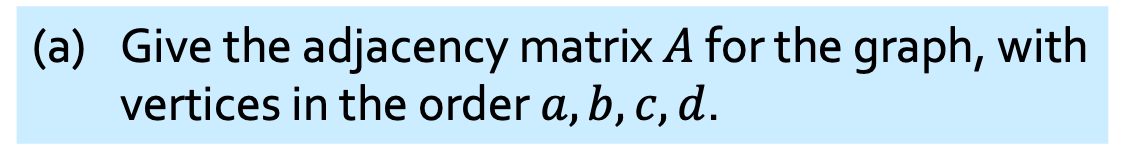 (a) Give the adjacency matrix A for the graph, with
vertices in the order a, b, c, d.